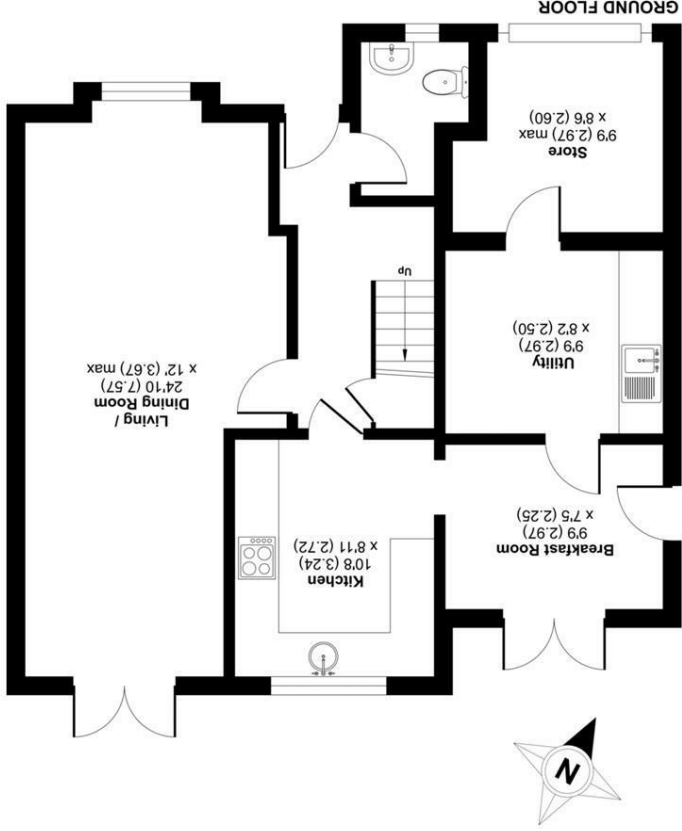 N
Breakfast Room
9'9 (2.97)
x 7'5 (2.25)
Kitchen
10'8 (3.24)
x 8'11 (2.72)
Living /
Dining Room
24'10 (7.57)
x 12' (3.67) max
Utility
9'9 (2.97)
x 8'2 (2.50)
Up
Store
9'9 (2.97) max
x 8'6 (2.60)
GROUND FLOOR